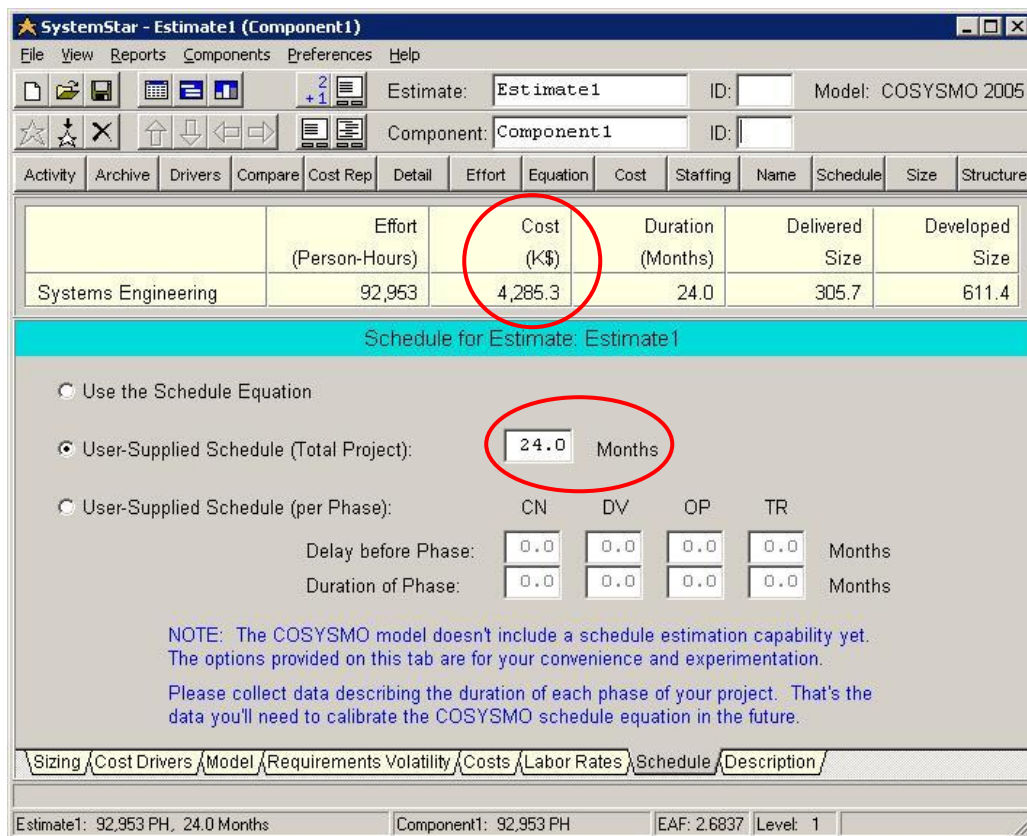 SystemStar - Estimate1 (Component1)
File View Reports Components Preferences Help
2 +1 Estimate: Estimate1 ID: Model: COSYSMO 2005
Component: Component1 ID:
Activity Archive Drivers Compare Cost Rep Detail Effort Equation Cost Staffing Name Schedule Size Structure
Effort Cost Duration Delivered Developed
(Person-Hours) (K$) (Months) Size Size
Systems Engineering 92,953 4,285.3 24.0 305.7 611.4
Schedule for Estimate: Estimate1
Use the Schedule Equation
User-Supplied Schedule (Total Project): 24.0 Months
User-Supplied Schedule (per Phase): CN DV OP TR
Delay before Phase: 0.0 0.0 0.0 0.0 Months
Duration of Phase: 0.0 0.0 0.0 0.0 Months
NOTE: The COSYSMO model doesn't include a schedule estimation capability yet.
The options provided on this tab are for your convenience and experimentation.
Please collect data describing the duration of each phase of your project. That's the
data you'll need to calibrate the COSYSMO schedule equation in the future.
Sizing Cost Drivers Model Requirements Volatility Costs Labor Rates Schedule Description
Estimate1: 92,953 PH, 24.0 Months Component1: 92,953 PH EAF: 2.6837 Level: 1